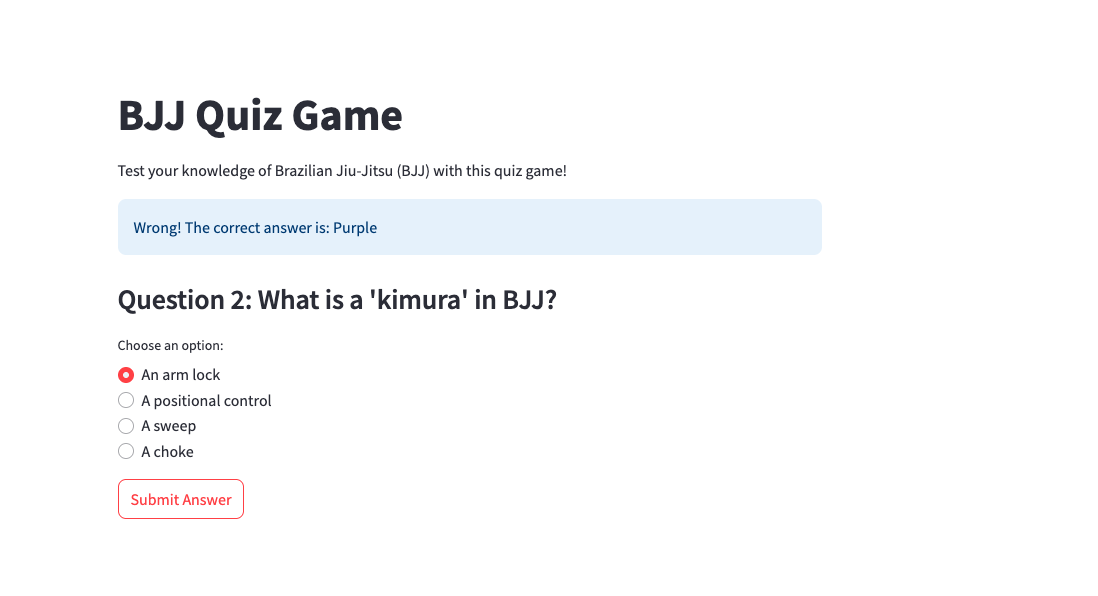 BJJ Quiz Game
Test your knowledge of Brazilian Jiu-Jitsu (BJJ) with this quiz game!
Wrong! The correct answer is: Purple
Question 2: What is a 'kimura' in BJJ?
Choose an option:
An arm lock
A positional control
A sweep
A choke
Submit Answer